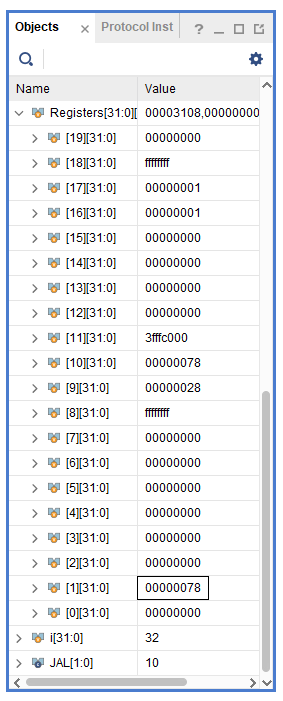 Objects × Protocol Inst ?
Name Value
Registers[31:0][ 00003108,00000000
[19][31:0] 00000000
[18][31:0] ffffffff
[17][31:0] 00000001
[16][31:0] 00000001
[15][31:0] 00000000
[14][31:0] 00000000
[13][31:0] 00000000
[12][31:0] 00000000
[11][31:0] 3fffc000
[10][31:0] 00000078
[9][31:0] 00000028
[8][31:0] ffffffff
[7][31:0] 00000000
[6][31:0] 00000000
[5][31:0] 00000000
[4][31:0] 00000000
[3][31:0] 00000000
[2][31:0] 00000000
[1][31:0] 00000078
[0][31:0] 00000000
i[31:0] 32
JAL[1:0] 10